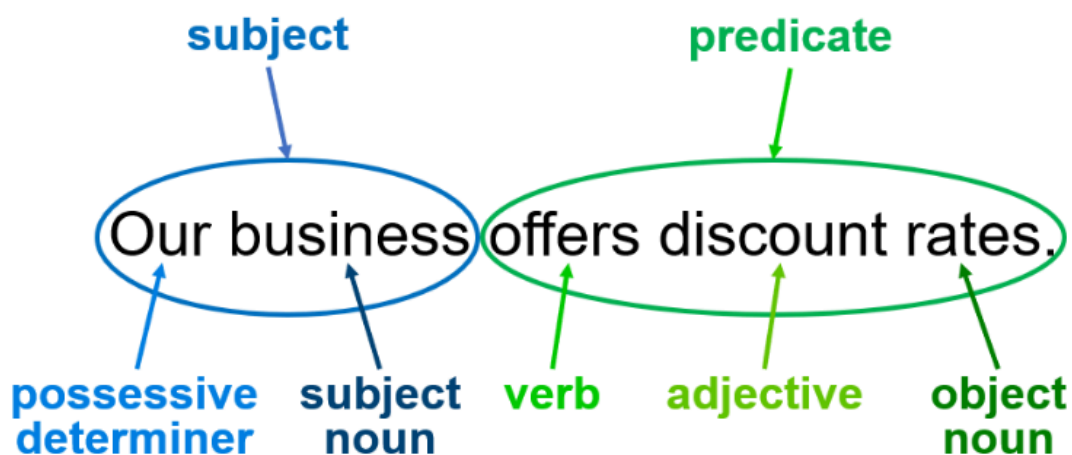 subject predicate
Our business offers discount rates.
possessive subject verb adjective object
determiner noun noun